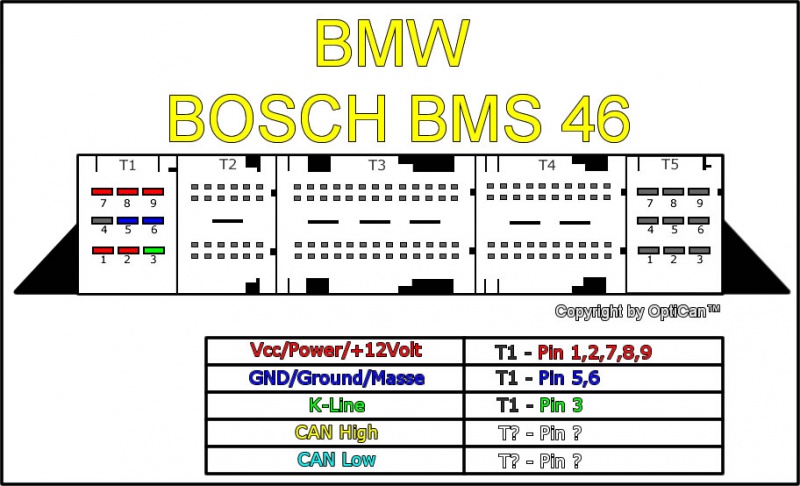 BMW
BOSCH BMS 46
T1 T2 T3 T4 T5
7 8 9 7 8 9
4 5 6 4 5 6
1 2 3 1 2 3
Copyright by OptiCan™
Vcc/Power/+12Volt T1 - Pin 1,2,7,8,9
GND/Ground/Masse T1 - Pin 5,6
K-Line T1 - Pin 3
CAN High T? - Pin ?
CAN Low T? - Pin ?